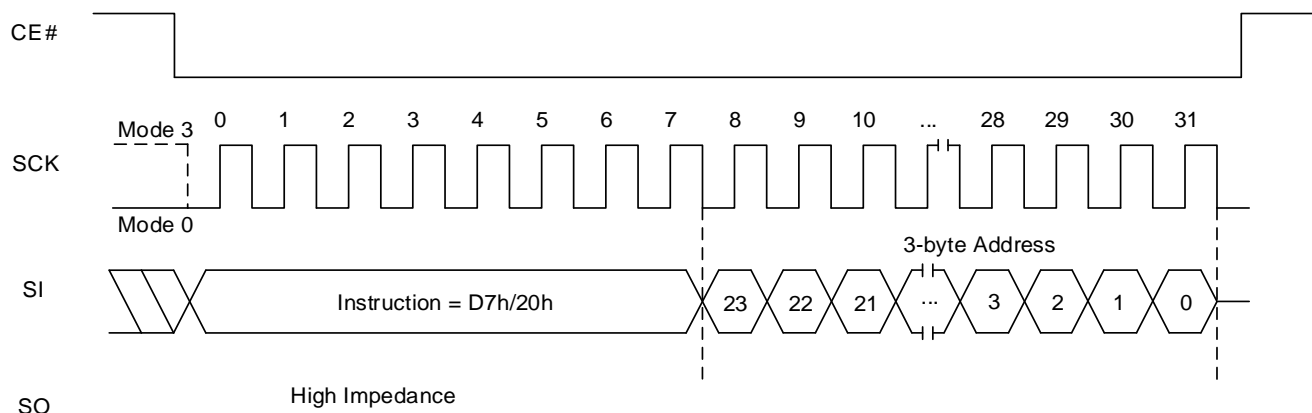 CE#
SCK
Mode 3
Mode 0
0 1 2 3 4 5 6 7 8 9 10 ... 28 29 30 31
3-byte Address
SI
Instruction = D7h/20h
23 22 21 ... 3 2 1 0
SO
High Impedance